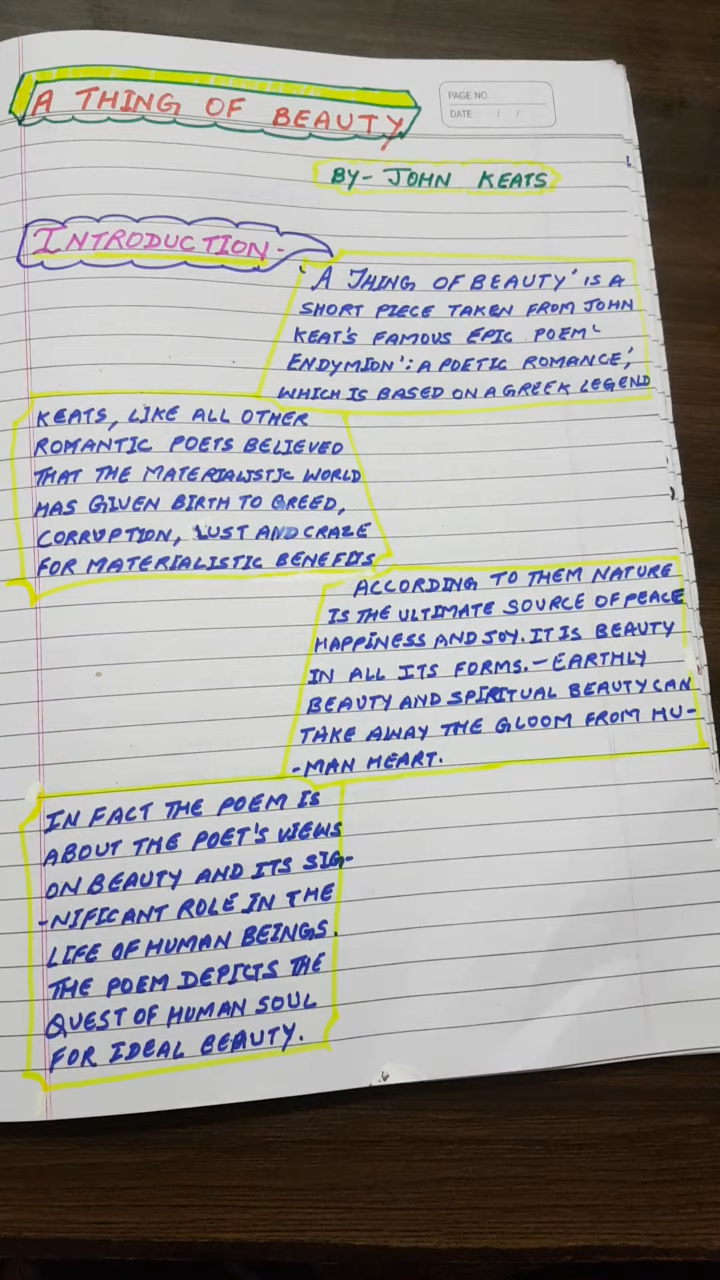 A THING OF BEAUTY
PAGE NO.
DATE / /
BY- JOHN KEATS
INTRODUCTION-
'A THING OF BEAUTY' IS A
SHORT PIECE TAKEN FROM JOHN
KEAT'S FAMOUS EPIC POEM '
ENDYMION': A POETIC ROMANCE',
WHICH IS BASED ON A GREEK LEGEND
KEATS, LIKE ALL OTHER
ROMANTIC POETS BELIEVED
THAT THE MATERIALISTIC WORLD
HAS GIVEN BIRTH TO GREED,
CORRUPTION, LUST AND CRAZE
FOR MATERIALISTIC BENEFITS
ACCORDING TO THEM NATURE
IS THE ULTIMATE SOURCE OF PEACE
HAPPINESS AND JOY. IT IS BEAUTY
IN ALL ITS FORMS.-EARTHLY
BEAUTY AND SPIRITUAL BEAUTY CAN
TAKE AWAY THE GLOOM FROM HU-
-MAN HEART.
IN FACT THE POEM IS
ABOUT THE POET'S VIEWS
ON BEAUTY AND ITS SIG-
-NIFICANT ROLE IN THE
LIFE OF HUMAN BEINGS.
THE POEM DEPICTS THE
QUEST OF HUMAN SOUL
FOR IDEAL BEAUTY.